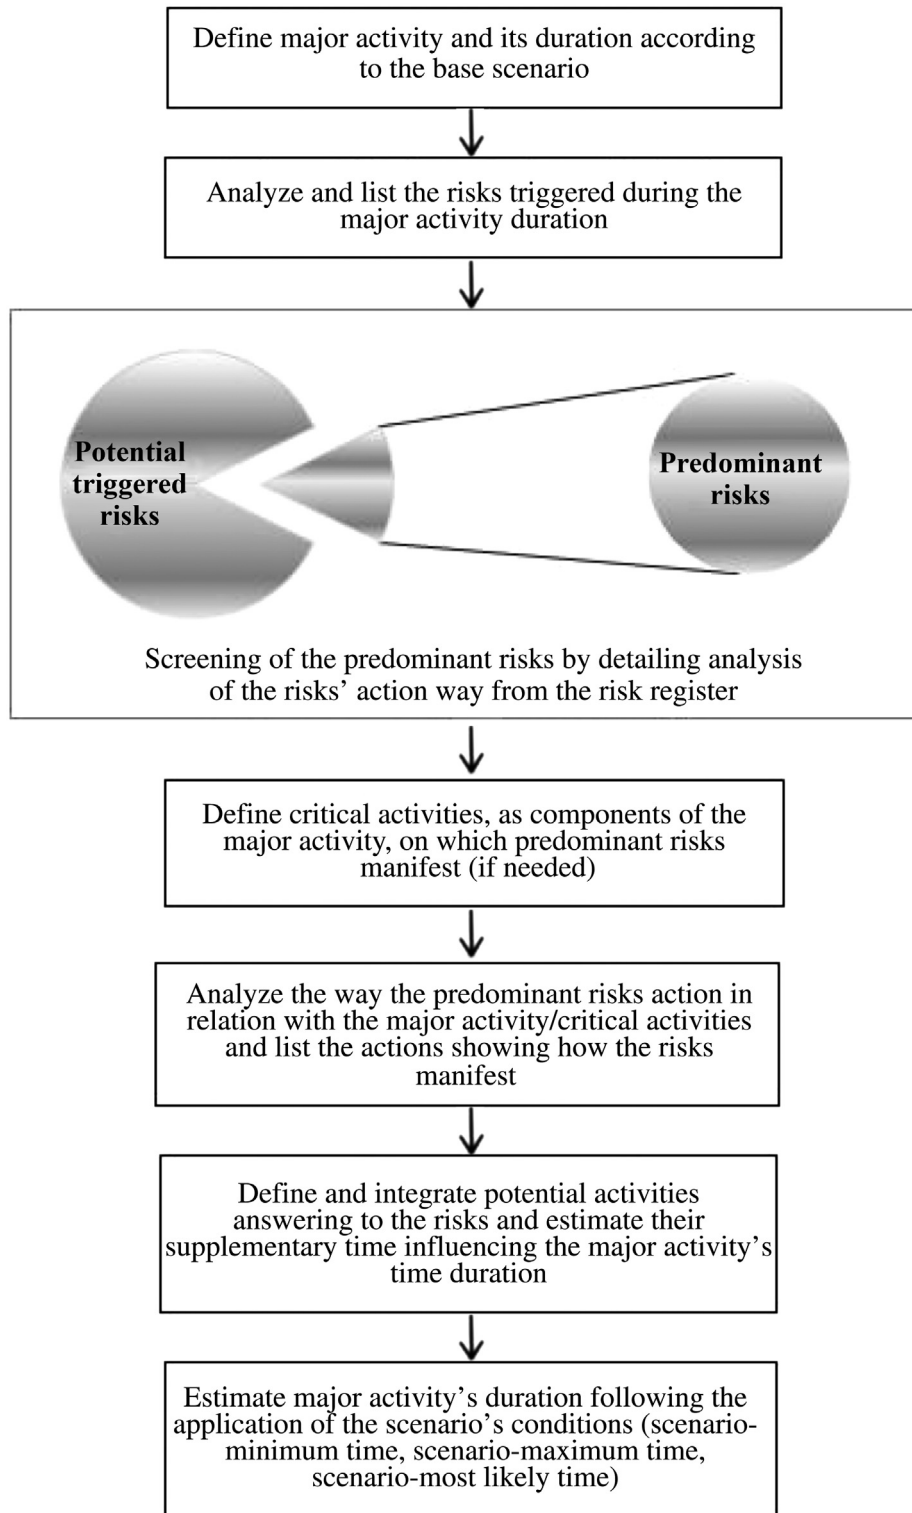 Define major activity and its duration according
to the base scenario
Analyze and list the risks triggered during the
major activity duration
Potential
triggered
risks
Predominant
risks
Screening of the predominant risks by detailing analysis
of the risks’ action way from the risk register
Define critical activities, as components of the
major activity, on which predominant risks
manifest (if needed)
Analyze the way the predominant risks action in
relation with the major activity/critical activities
and list the actions showing how the risks
manifest
Define and integrate potential activities
answering to the risks and estimate their
supplementary time influencing the major activity’s
time duration
Estimate major activity’s duration following the
application of the scenario’s conditions (scenario-
minimum time, scenario-maximum time,
scenario-most likely time)